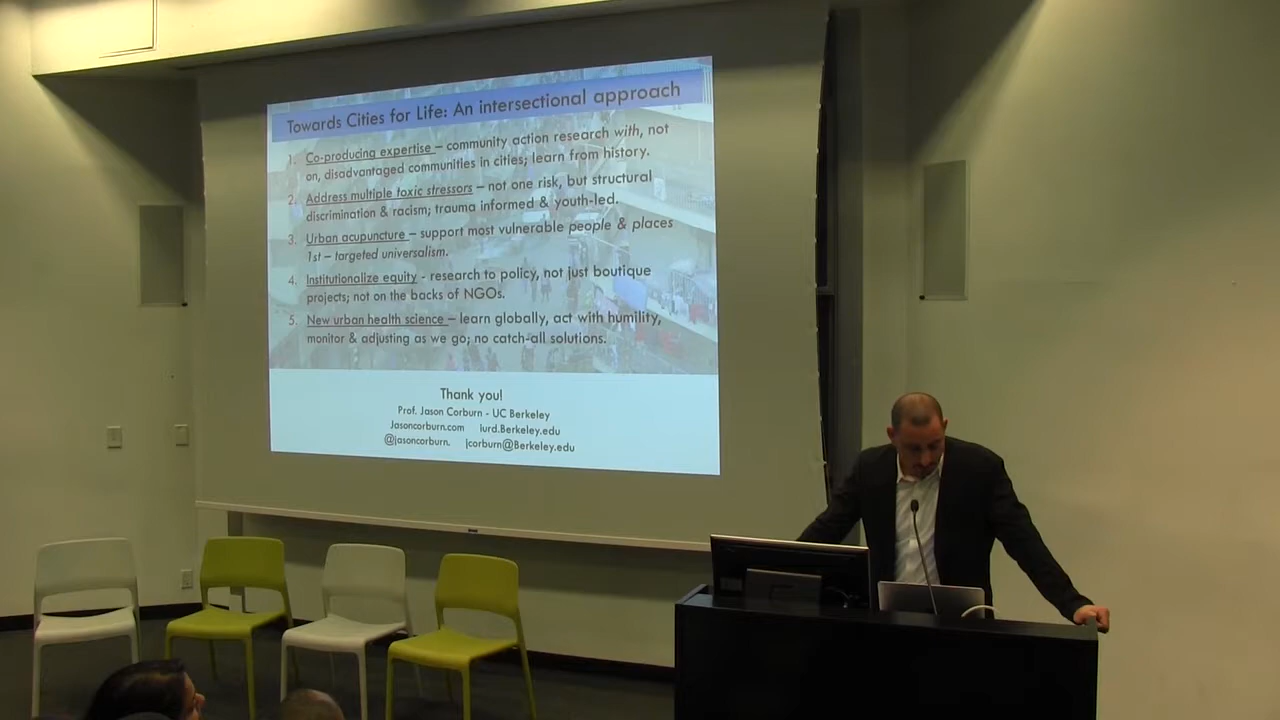 Towards Cities for Life: An intersectional approach
1. Co-producing expertise – community action research with, not
on, disadvantaged communities in cities; learn from history.
2. Address multiple toxic stressors – not one risk, but structural
discrimination & racism; trauma informed & youth-led.
3. Urban acupuncture – support most vulnerable people & places
1st – targeted universalism.
4. Institutionalize equity - research to policy, not just boutique
projects; not on the backs of NGOs.
5. New urban health science – learn globally, act with humility,
monitor & adjusting as we go; no catch-all solutions.
Thank you!
Prof. Jason Corburn - UC Berkeley
Jasoncorburn.com iurd.Berkeley.edu
@jasoncorburn. jcorburn@Berkeley.edu